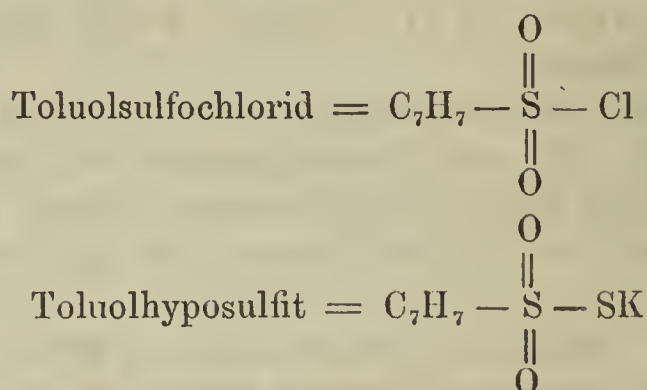 O
||
Toluolsulfochlorid = C₇H₇ — S — Cl
||
O
O
||
Toluolhyposulfit = C₇H₇ — S — SK
||
O